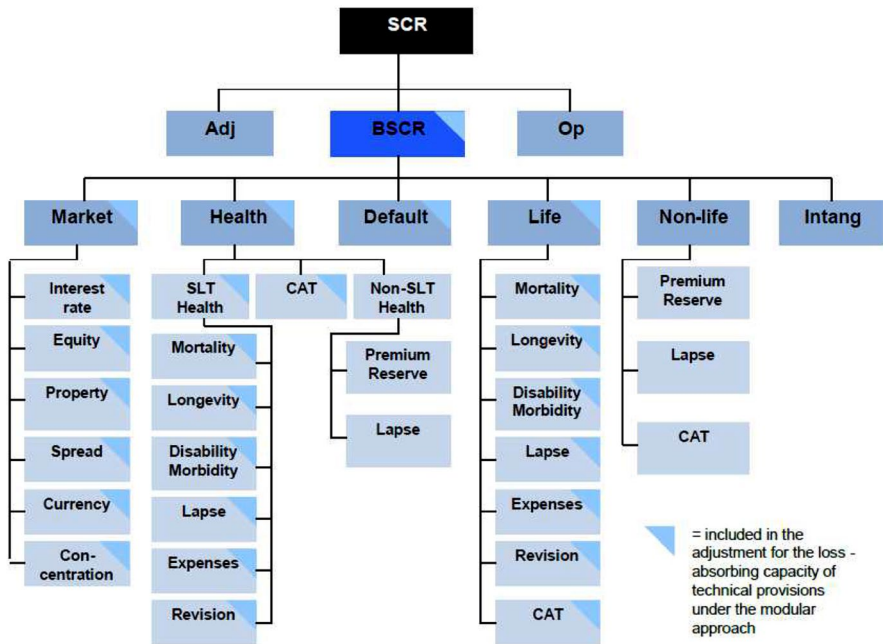 SCR
Adj
BSCR
Op
Market
Health
Default
Life
Non-life
Intang
Interest
rate
Equity
Property
Spread
Currency
Con-
centration
SLT
Health
CAT
Non-SLT
Health
Mortality
Longevity
Disability
Morbidity
Lapse
Expenses
Revision
Premium
Reserve
Lapse
Mortality
Longevity
Disability
Morbidity
Lapse
Expenses
Revision
CAT
Premium
Reserve
Lapse
CAT
= included in the
adjustment for the loss -
absorbing capacity of
technical provisions
under the modular
approach